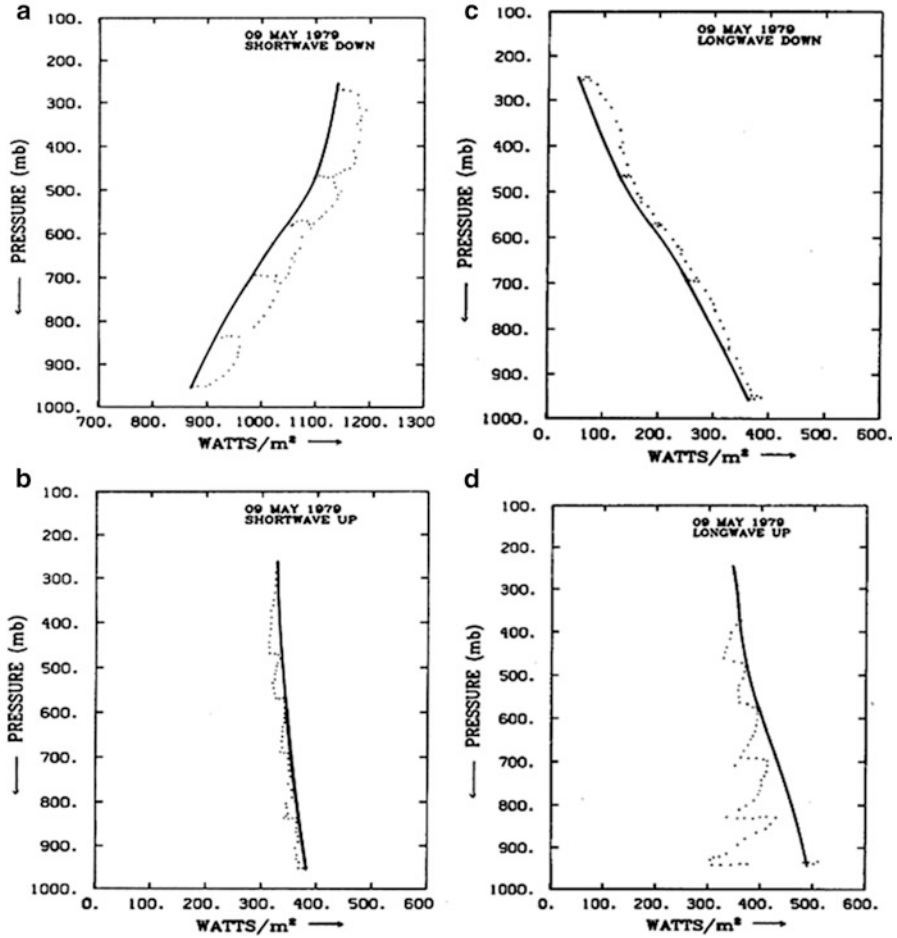 a
09 MAY 1979
SHORTWAVE DOWN
100.
200.
300.
400.
500.
600.
700.
800.
900.
1000.
← PRESSURE (mb)
700. 800. 900. 1000. 1100. 1200. 1300
WATTS/m² →
c
09 MAY 1979
LONGWAVE DOWN
100.
200.
300.
400.
500.
600.
700.
800.
900.
1000.
← PRESSURE (mb)
0. 100. 200. 300. 400. 500. 600.
WATTS/m² →
b
09 MAY 1979
SHORTWAVE UP
100.
200.
300.
400.
500.
600.
700.
800.
900.
1000.
← PRESSURE (mb)
0. 100. 200. 300. 400. 500. 600
WATTS/m² →
d
09 MAY 1979
LONGWAVE UP
100.
200.
300.
400.
500.
600.
700.
800.
900.
1000.
← PRESSURE (mb)
0. 100. 200. 300. 400. 500. 600.
WATTS/m² →